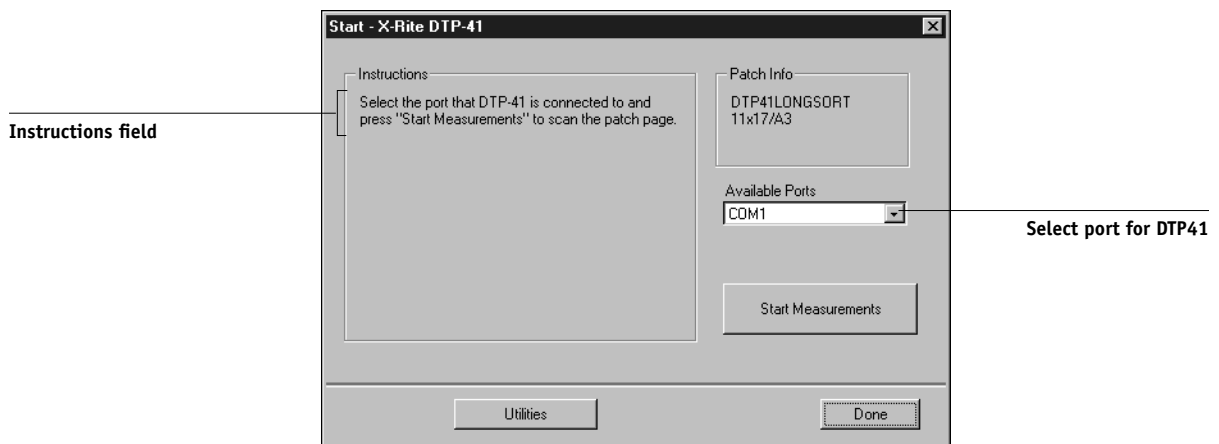 Start - X-Rite DTP-41
Instructions
Select the port that DTP-41 is connected to and
press "Start Measurements" to scan the patch page.
Instructions field
Patch Info
DTP41LONGSORT
11x17/A3
Available Ports
COM1
Select port for DTP41
Start Measurements
Utilities
Done